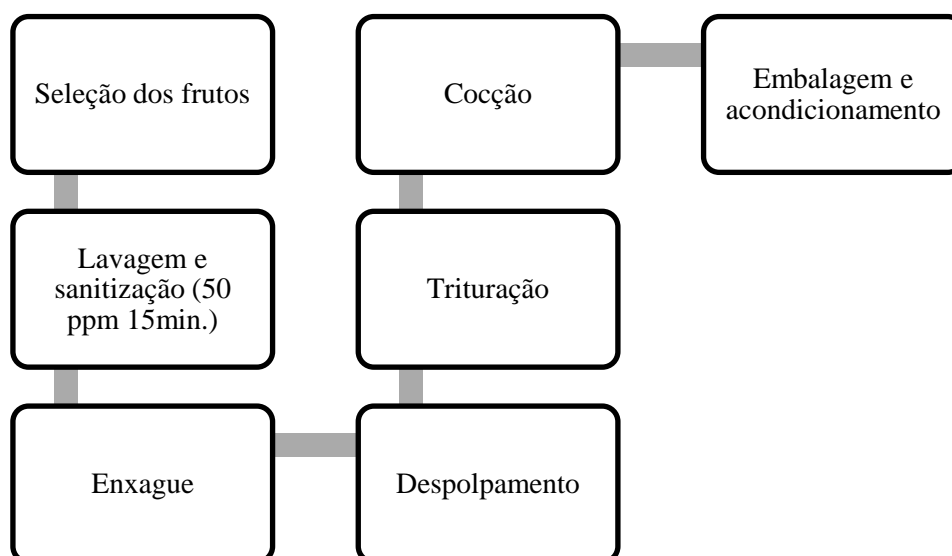 Seleção dos frutos
Lavagem e
sanitização (50
ppm 15min.)
Enxague
Despolpamento
Trituração
Cocção
Embalagem e
acondicionamento